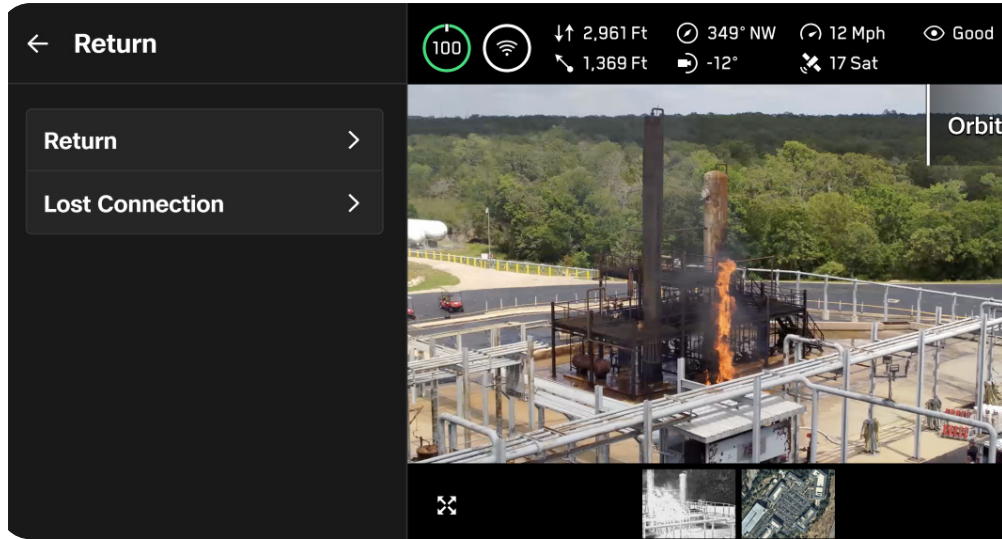 Return
100
2,961 Ft
349° NW
12 Mph
Good
1,369 Ft
-12°
17 Sat
Return
Lost Connection
Orbit